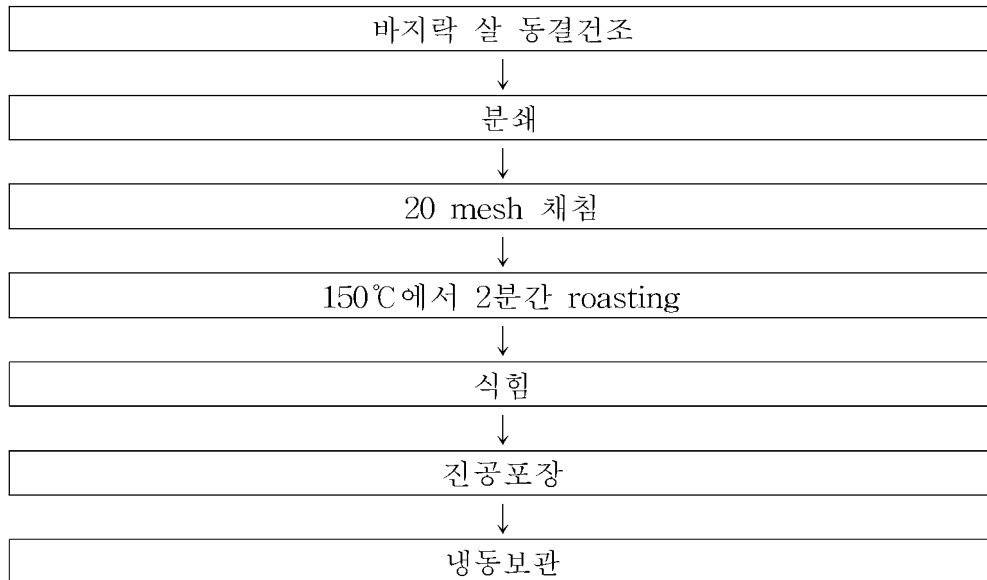 바지락 살 동결건조
↓
분쇄
↓
20 mesh 채침
↓
150℃에서 2분간 roasting
↓
식힘
↓
진공포장
↓
냉동보관